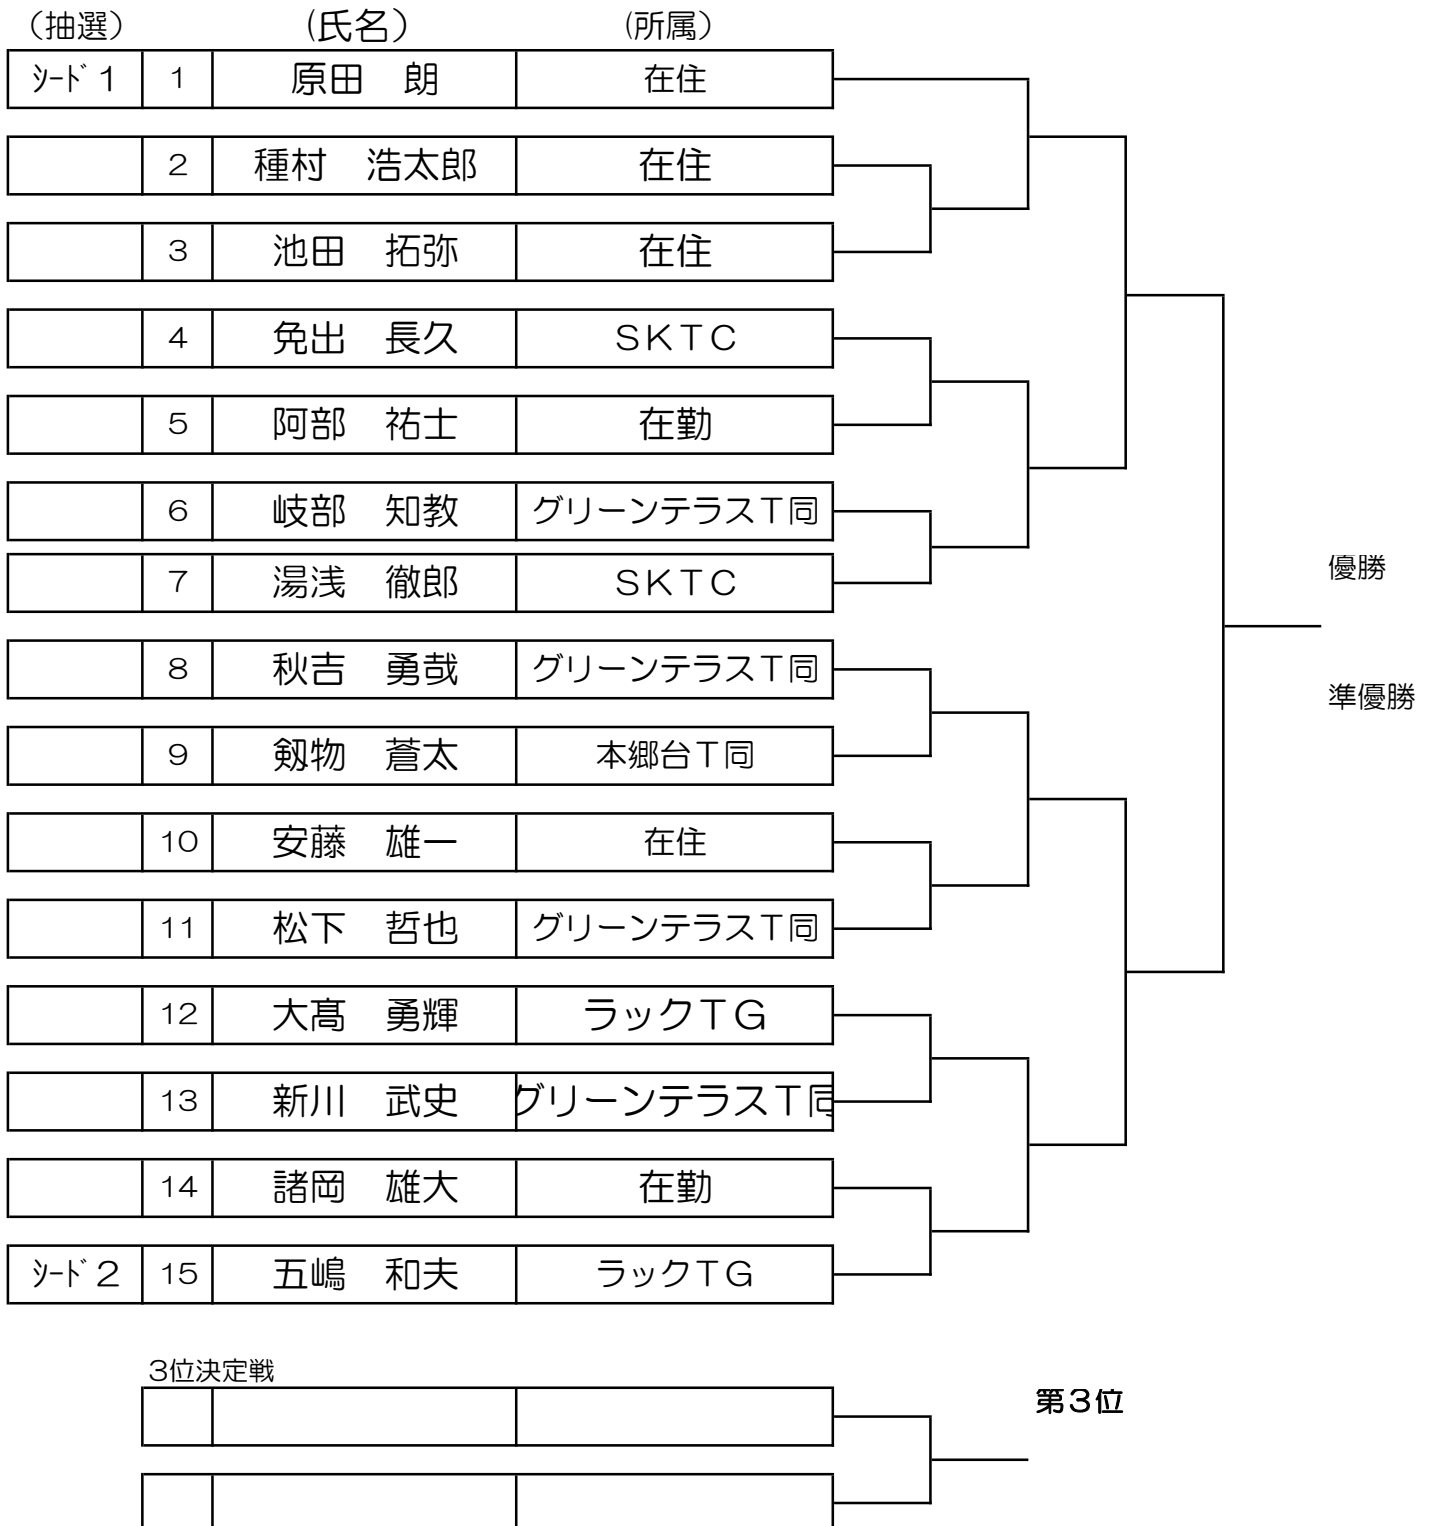 （抽選） （氏名） （所属）
ｼｰﾄﾞ1 1 原田　朗 在住
2 種村　浩太郎 在住
3 池田　拓弥 在住
4 免出　長久 ＳＫＴＣ
5 阿部　祐士 在勤
6 岐部　知教 グリーンテラスＴ同
7 湯浅　徹郎 ＳＫＴＣ
優勝
8 秋吉　勇哉 グリーンテラスＴ同
準優勝
9 剱物　蒼太 本郷台Ｔ同
10 安藤　雄一 在住
11 松下　哲也 グリーンテラスＴ同
12 大髙　勇輝 ラックＴＧ
13 新川　武史 グリーンテラスＴ同
14 諸岡　雄大 在勤
ｼｰﾄﾞ2 15 五嶋　和夫 ラックＴＧ
3位決定戦
第３位